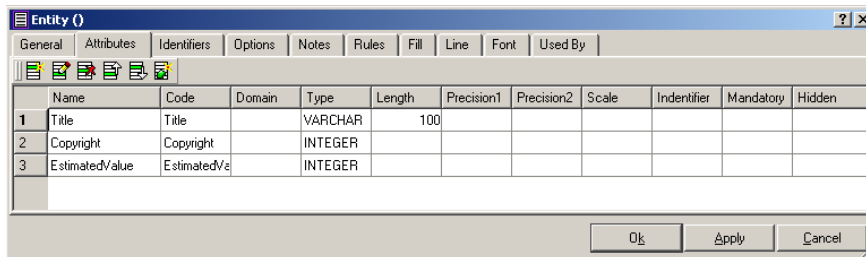 Entity ()
General Attributes Identifiers Options Notes Rules Fill Line Font Used By
Name Code Domain Type Length Precision1 Precision2 Scale Indentifier Mandatory Hidden
1 Title Title VARCHAR 100
2 Copyright Copyright INTEGER
3 EstimatedValue EstimatedVa INTEGER
Ok Apply Cancel